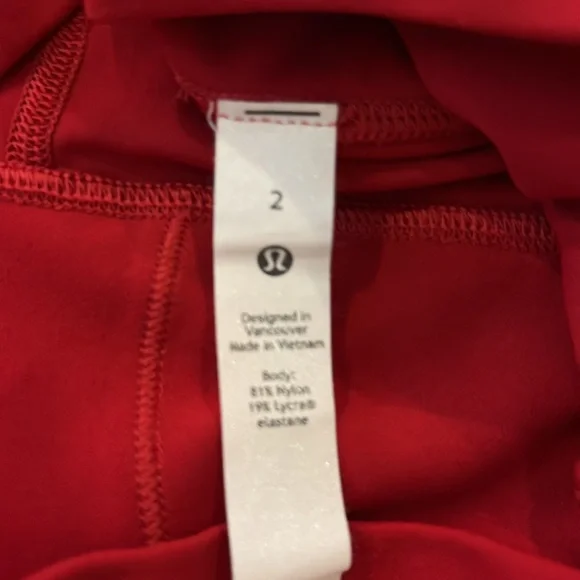 2
Designed in
Vancouver
Made in Vietnam
Body:
81% Nylon
19% Lycra®
elastane